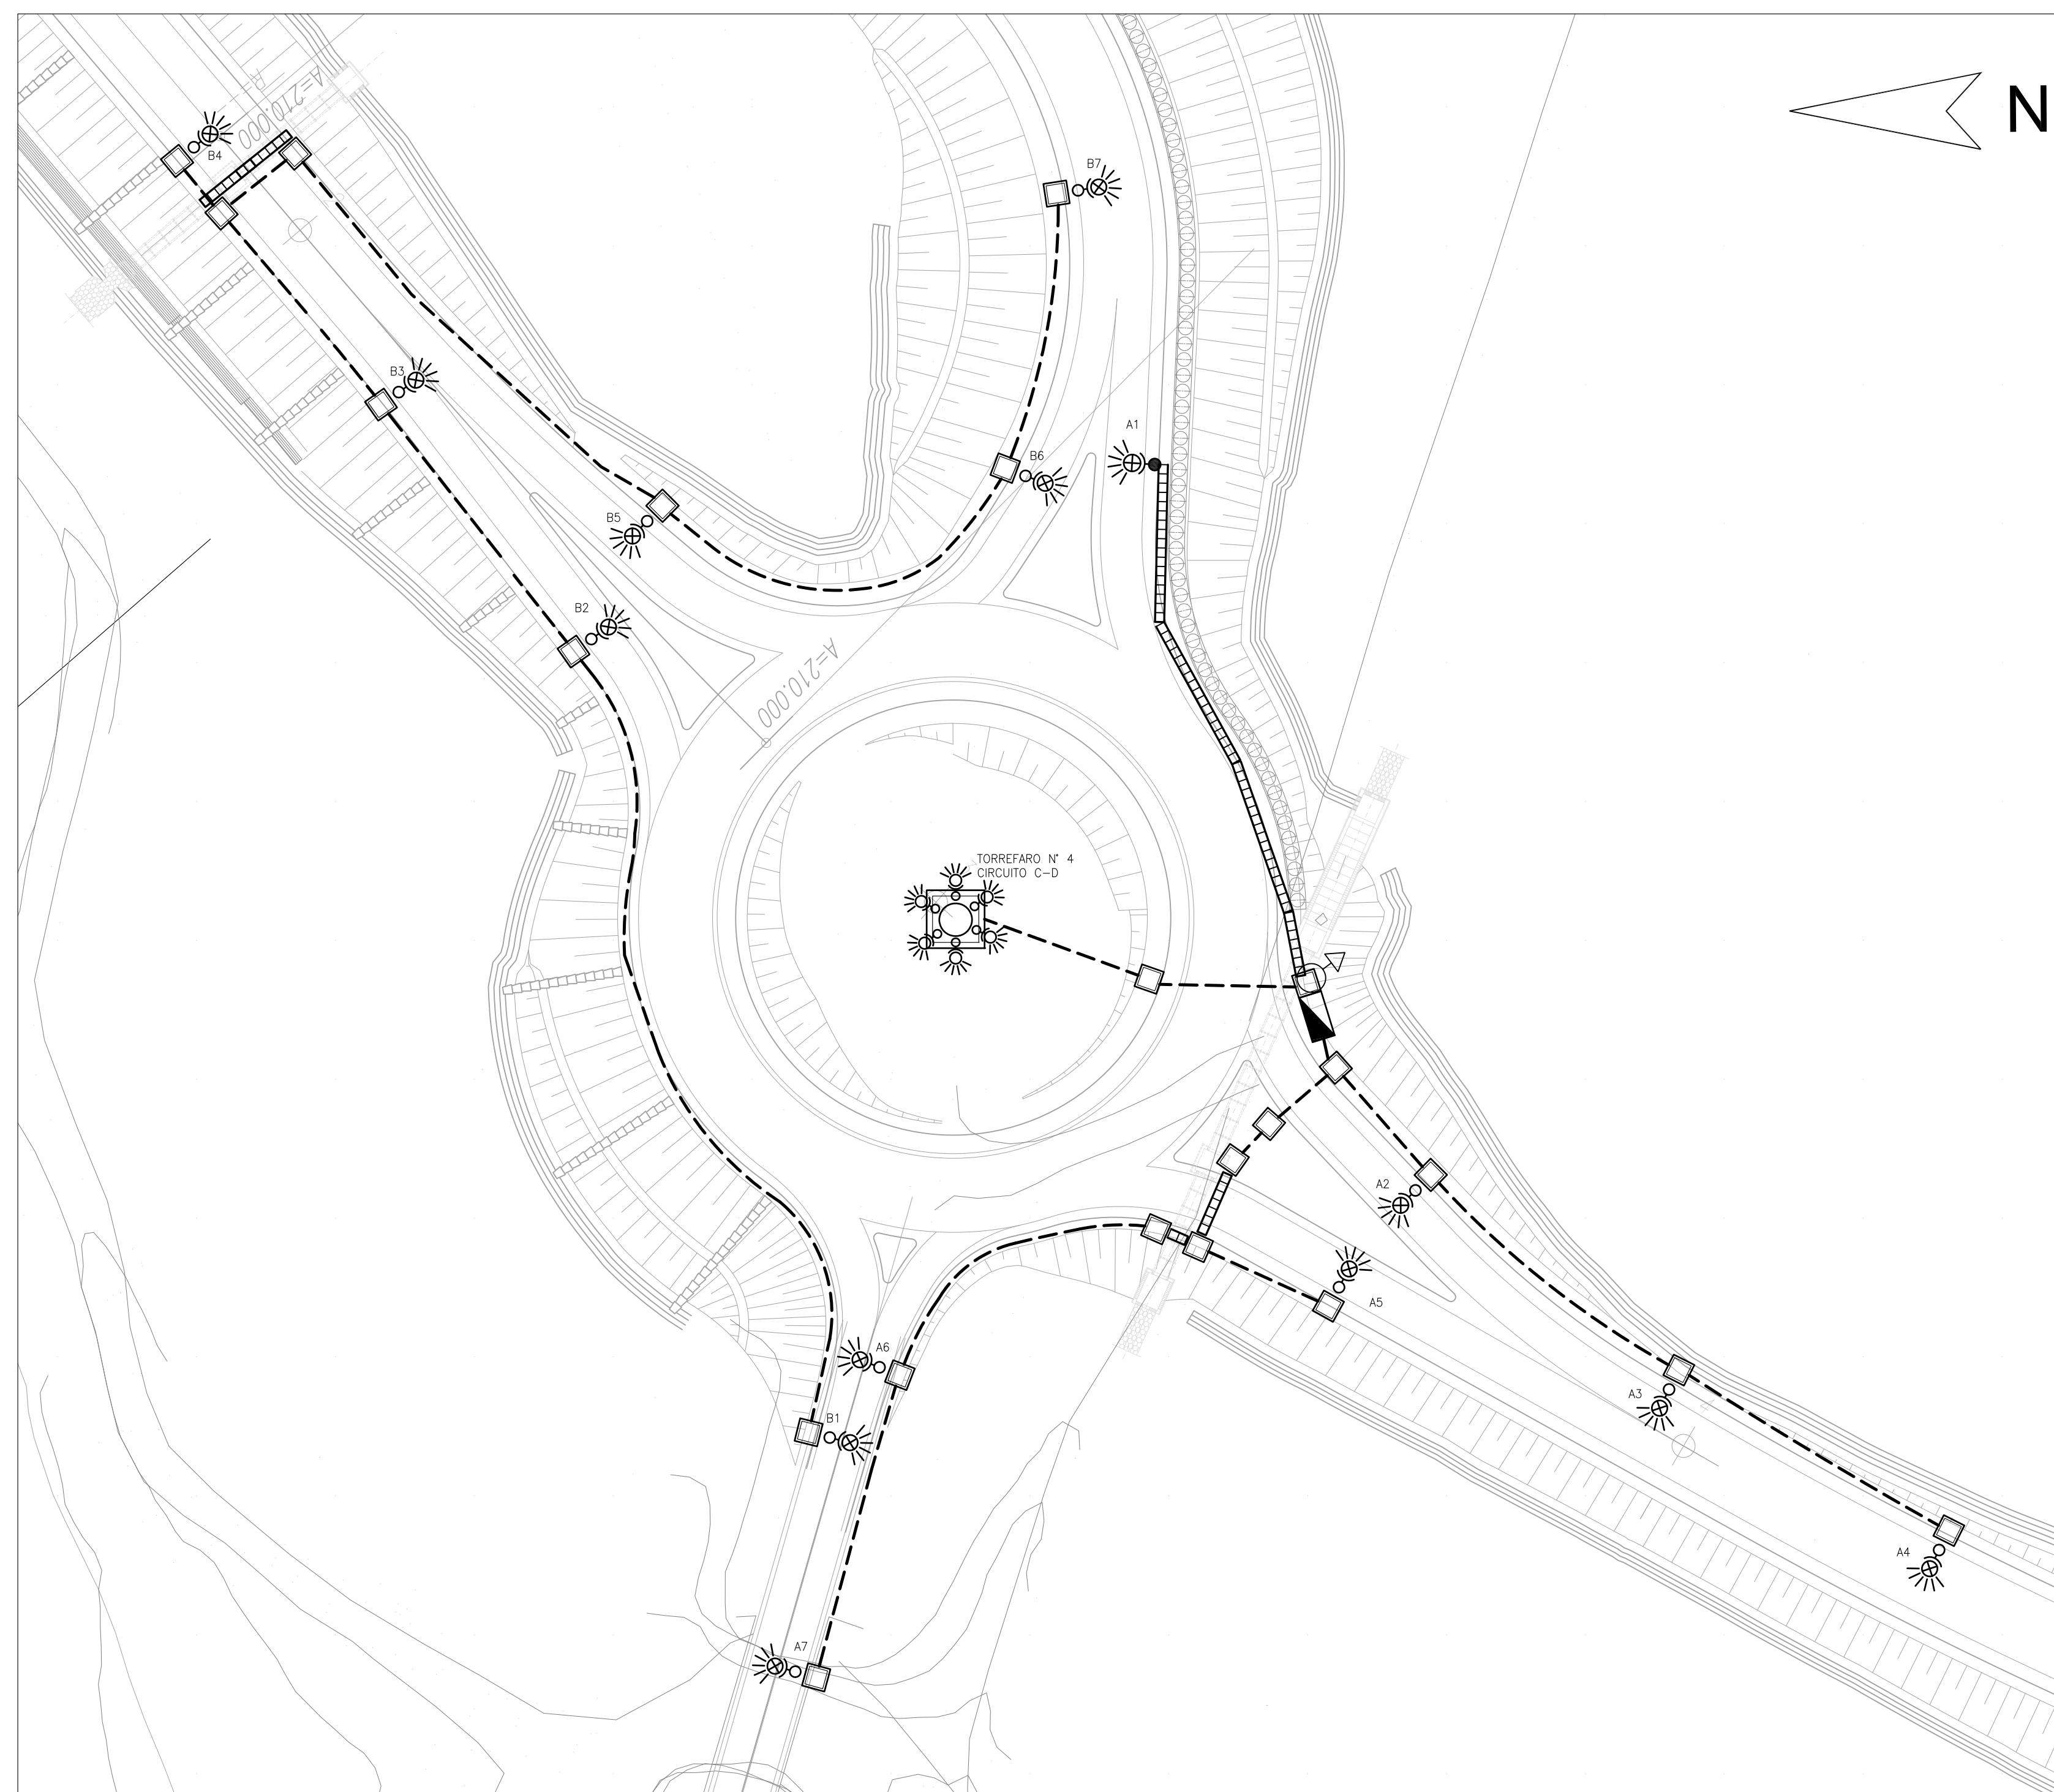 A=210.000
N
B4
B7
B3
A1
B6
B5
B2
A=210.000
TORREFARO N° 4
CIRCUITO C-D
A2
A5
A6
A3
B1
A4
A7